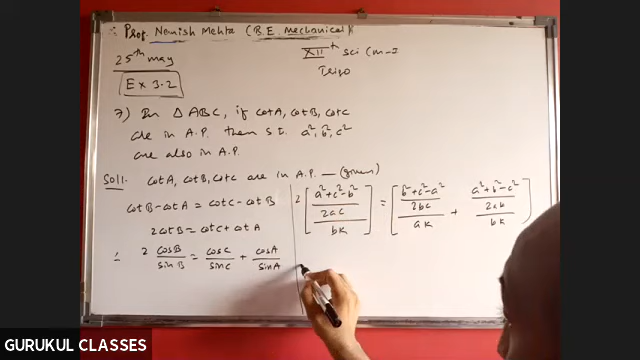 Prof. Nemish Mehta (B.E. mechanical)
25th may
XIIth Sci (m-I
Trigo
Ex 3.2
7) In △ABC, if cotA, cotB, cotC
are in A.P. then S.T. a², b², c²
are also in A.P.
Soln.
cotA, cotB, cotC are in A.P. — (given)
cotB - cotA = cotC - cotB
2cotB = cotC + cotA
∴ 2 cosB/sinB = cosC/sinC + cosA/sinA
2 [ ((a²+c²-b²)/2ac)/bk ] = [ ((b²+c²-a²)/2bc)/ak + ((a²+b²-c²)/2ab)/bk ]
GURUKUL CLASSES